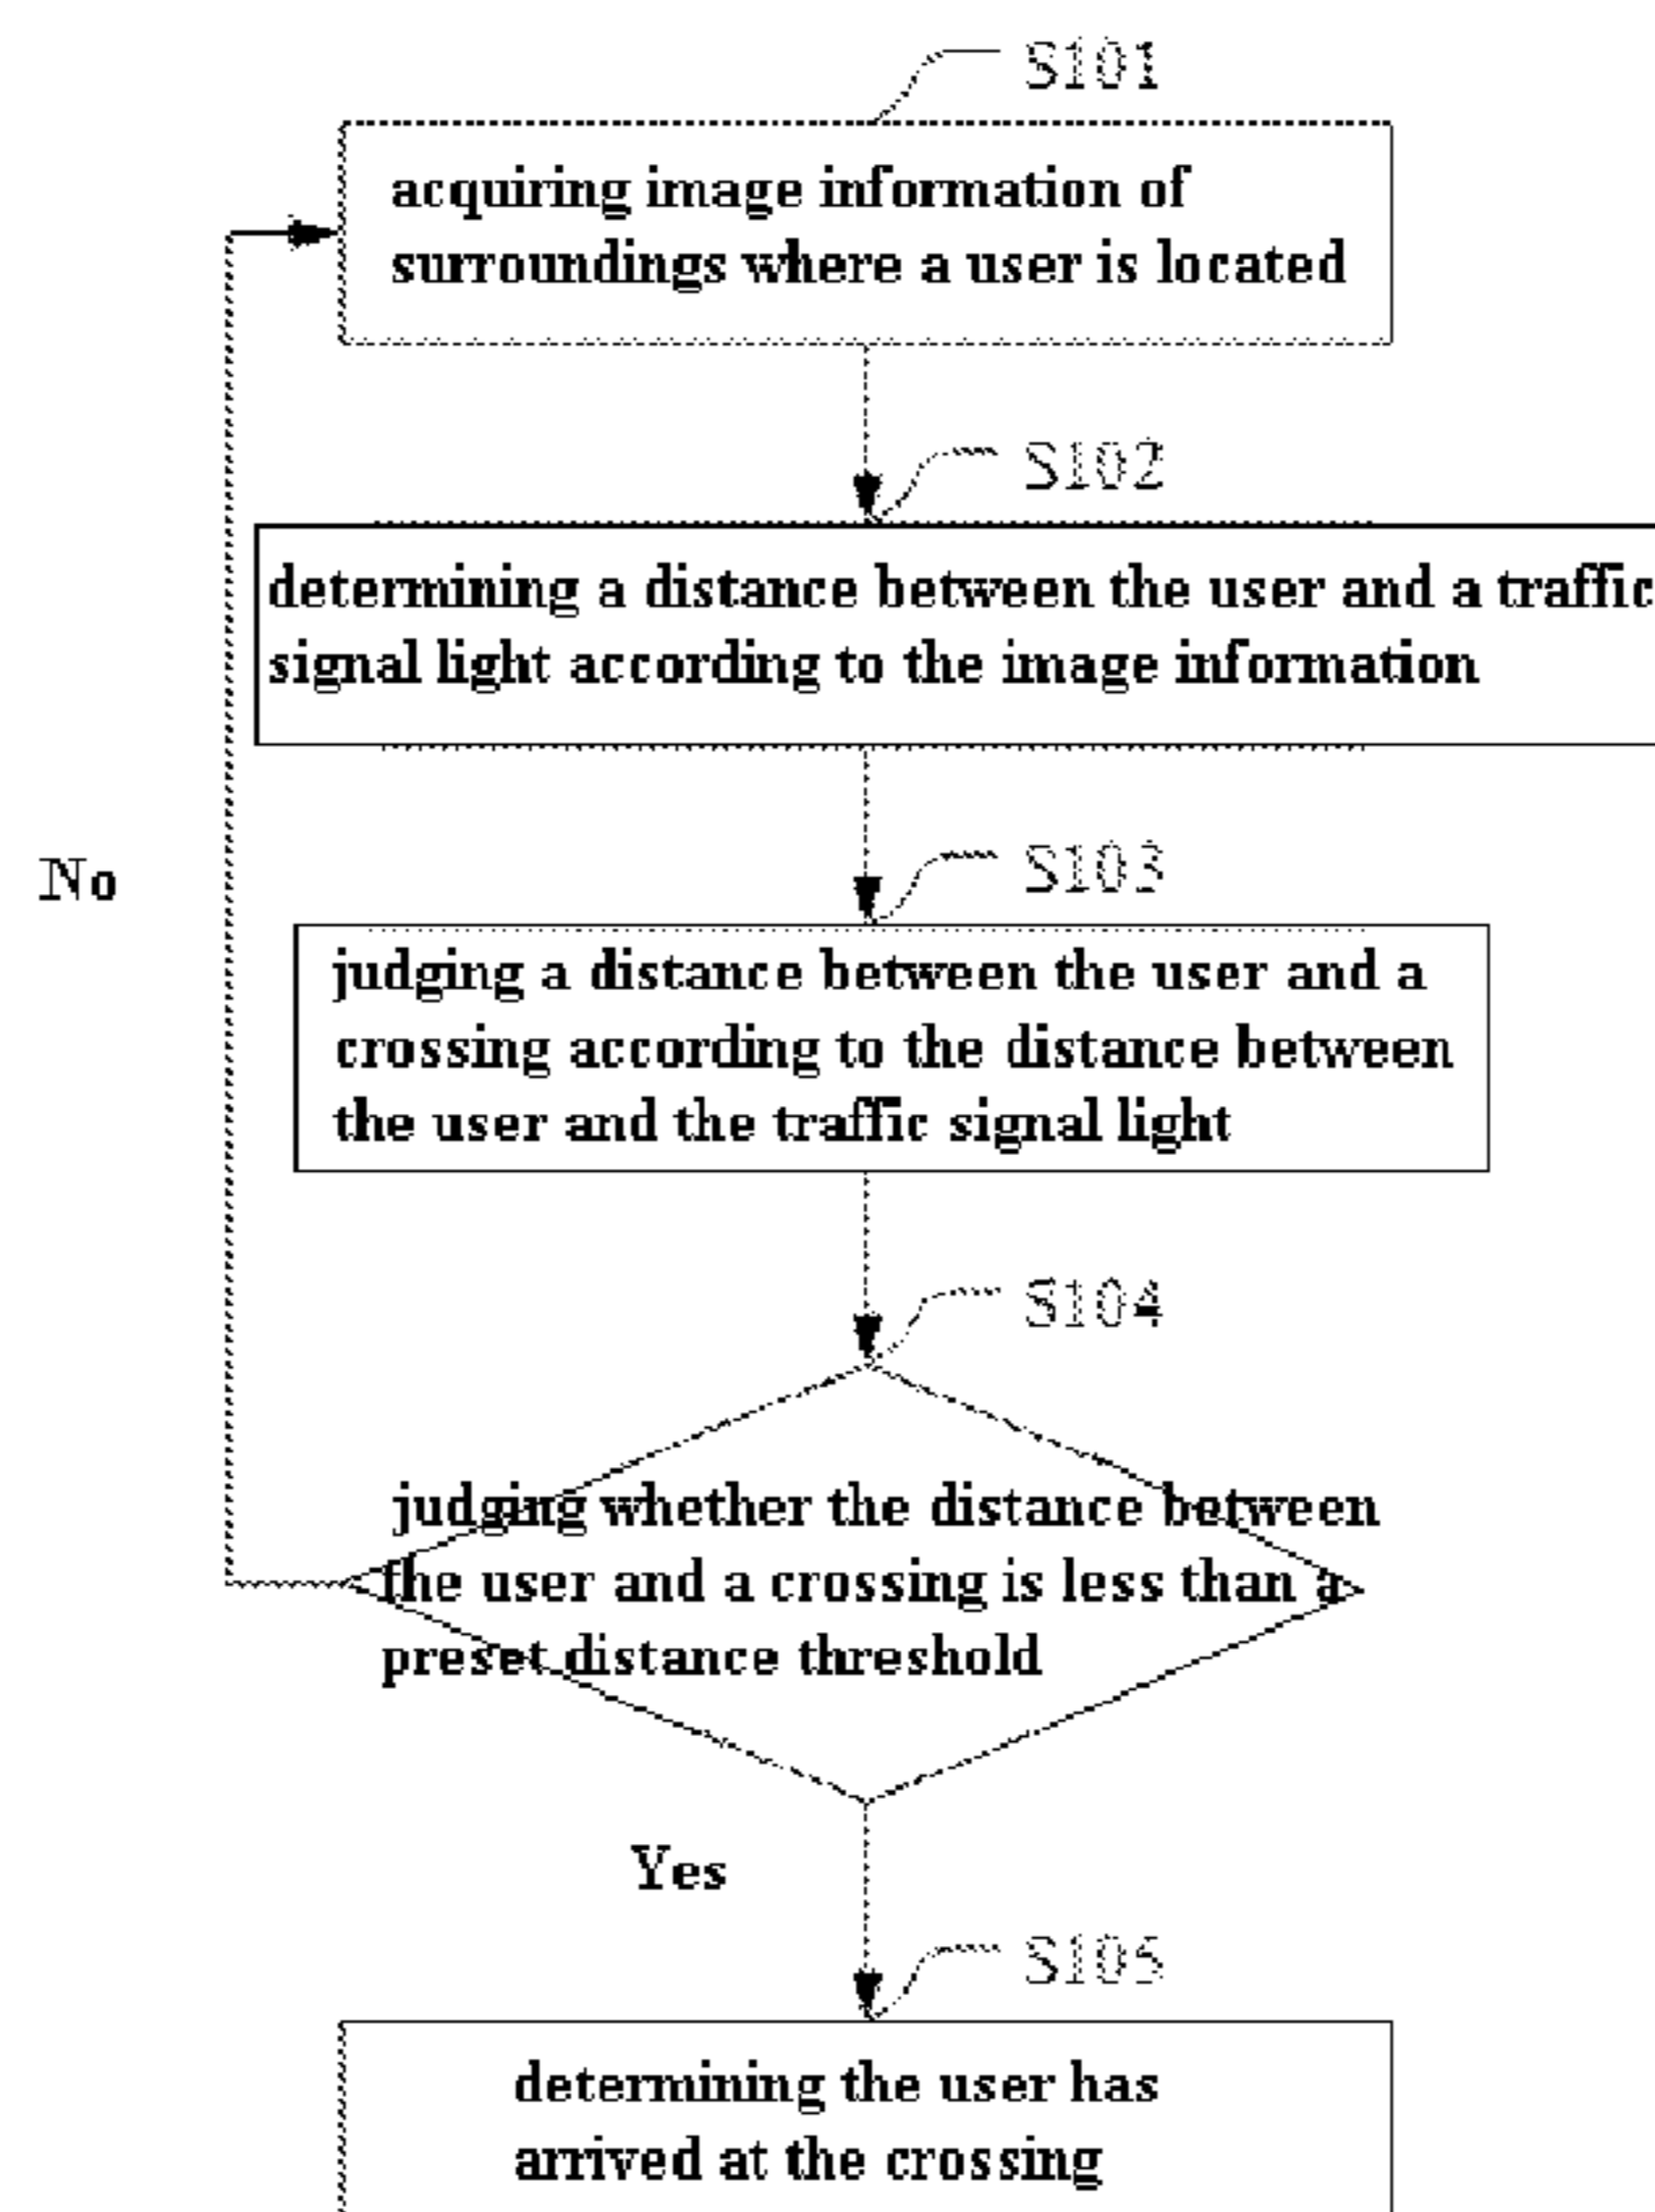 S101
acquiring image information of
surroundings where a user is located
S102
determining a distance between the user and a traffic
signal light according to the image information
No
S103
judging a distance between the user and a
crossing according to the distance between
the user and the traffic signal light
S104
judging whether the distance between
the user and a crossing is less than a
preset distance threshold
Yes
S105
determining the user has
arrived at the crossing